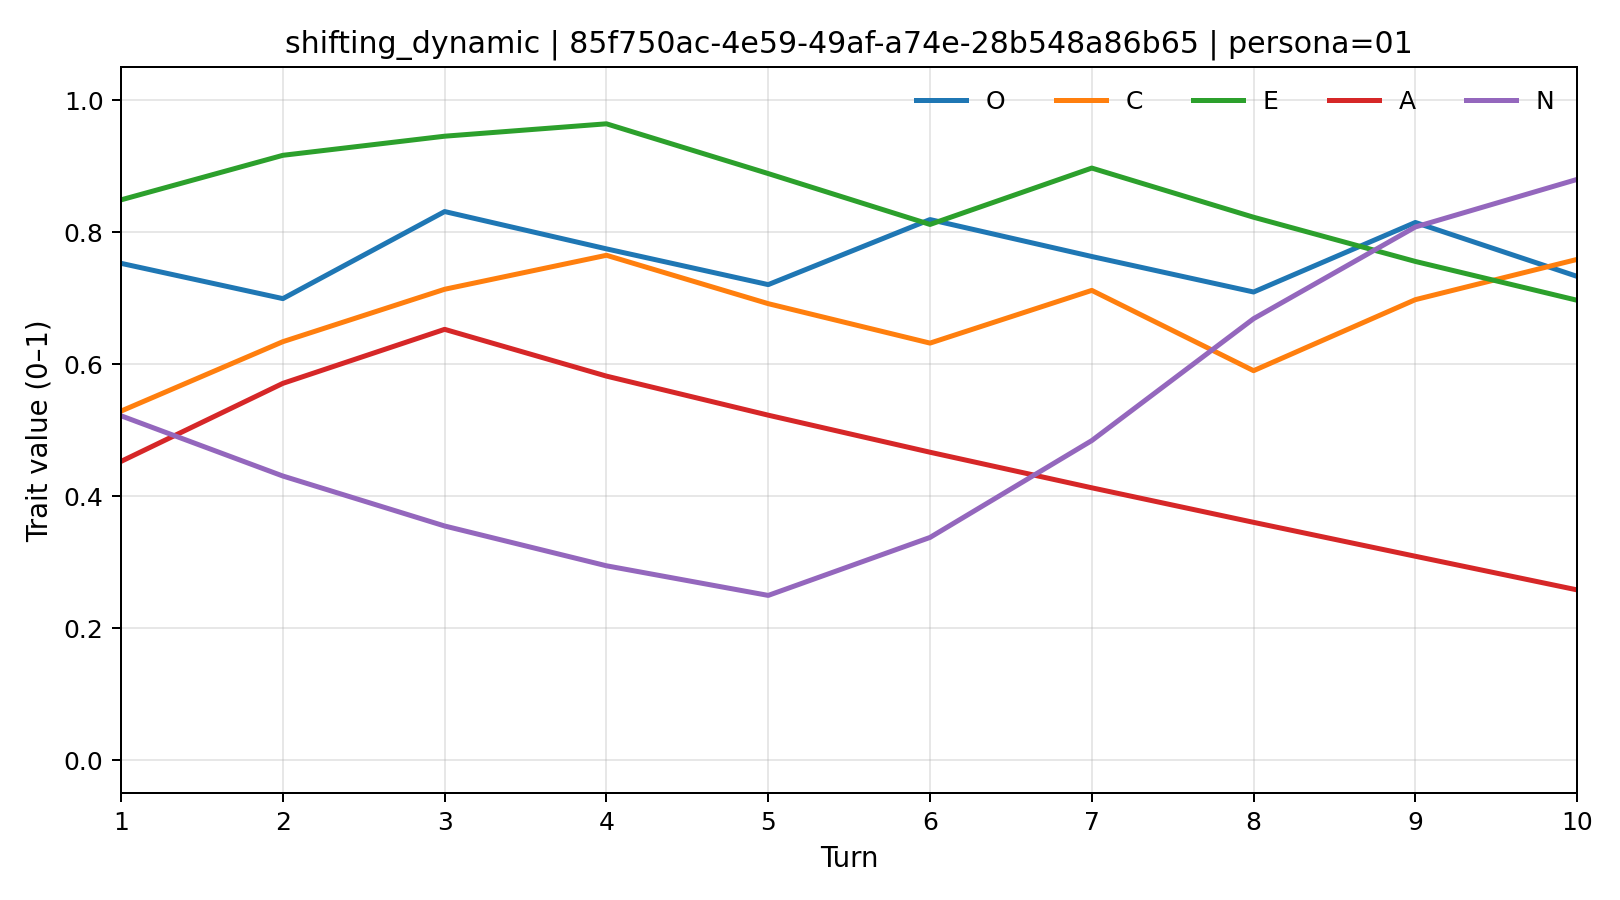 shifting_dynamic | 85f750ac-4e59-49af-a74e-28b548a86b65 | persona=01
O C E A N
Trait value (0–1)
1.0
0.8
0.6
0.4
0.2
0.0
1 2 3 4 5 6 7 8 9 10
Turn